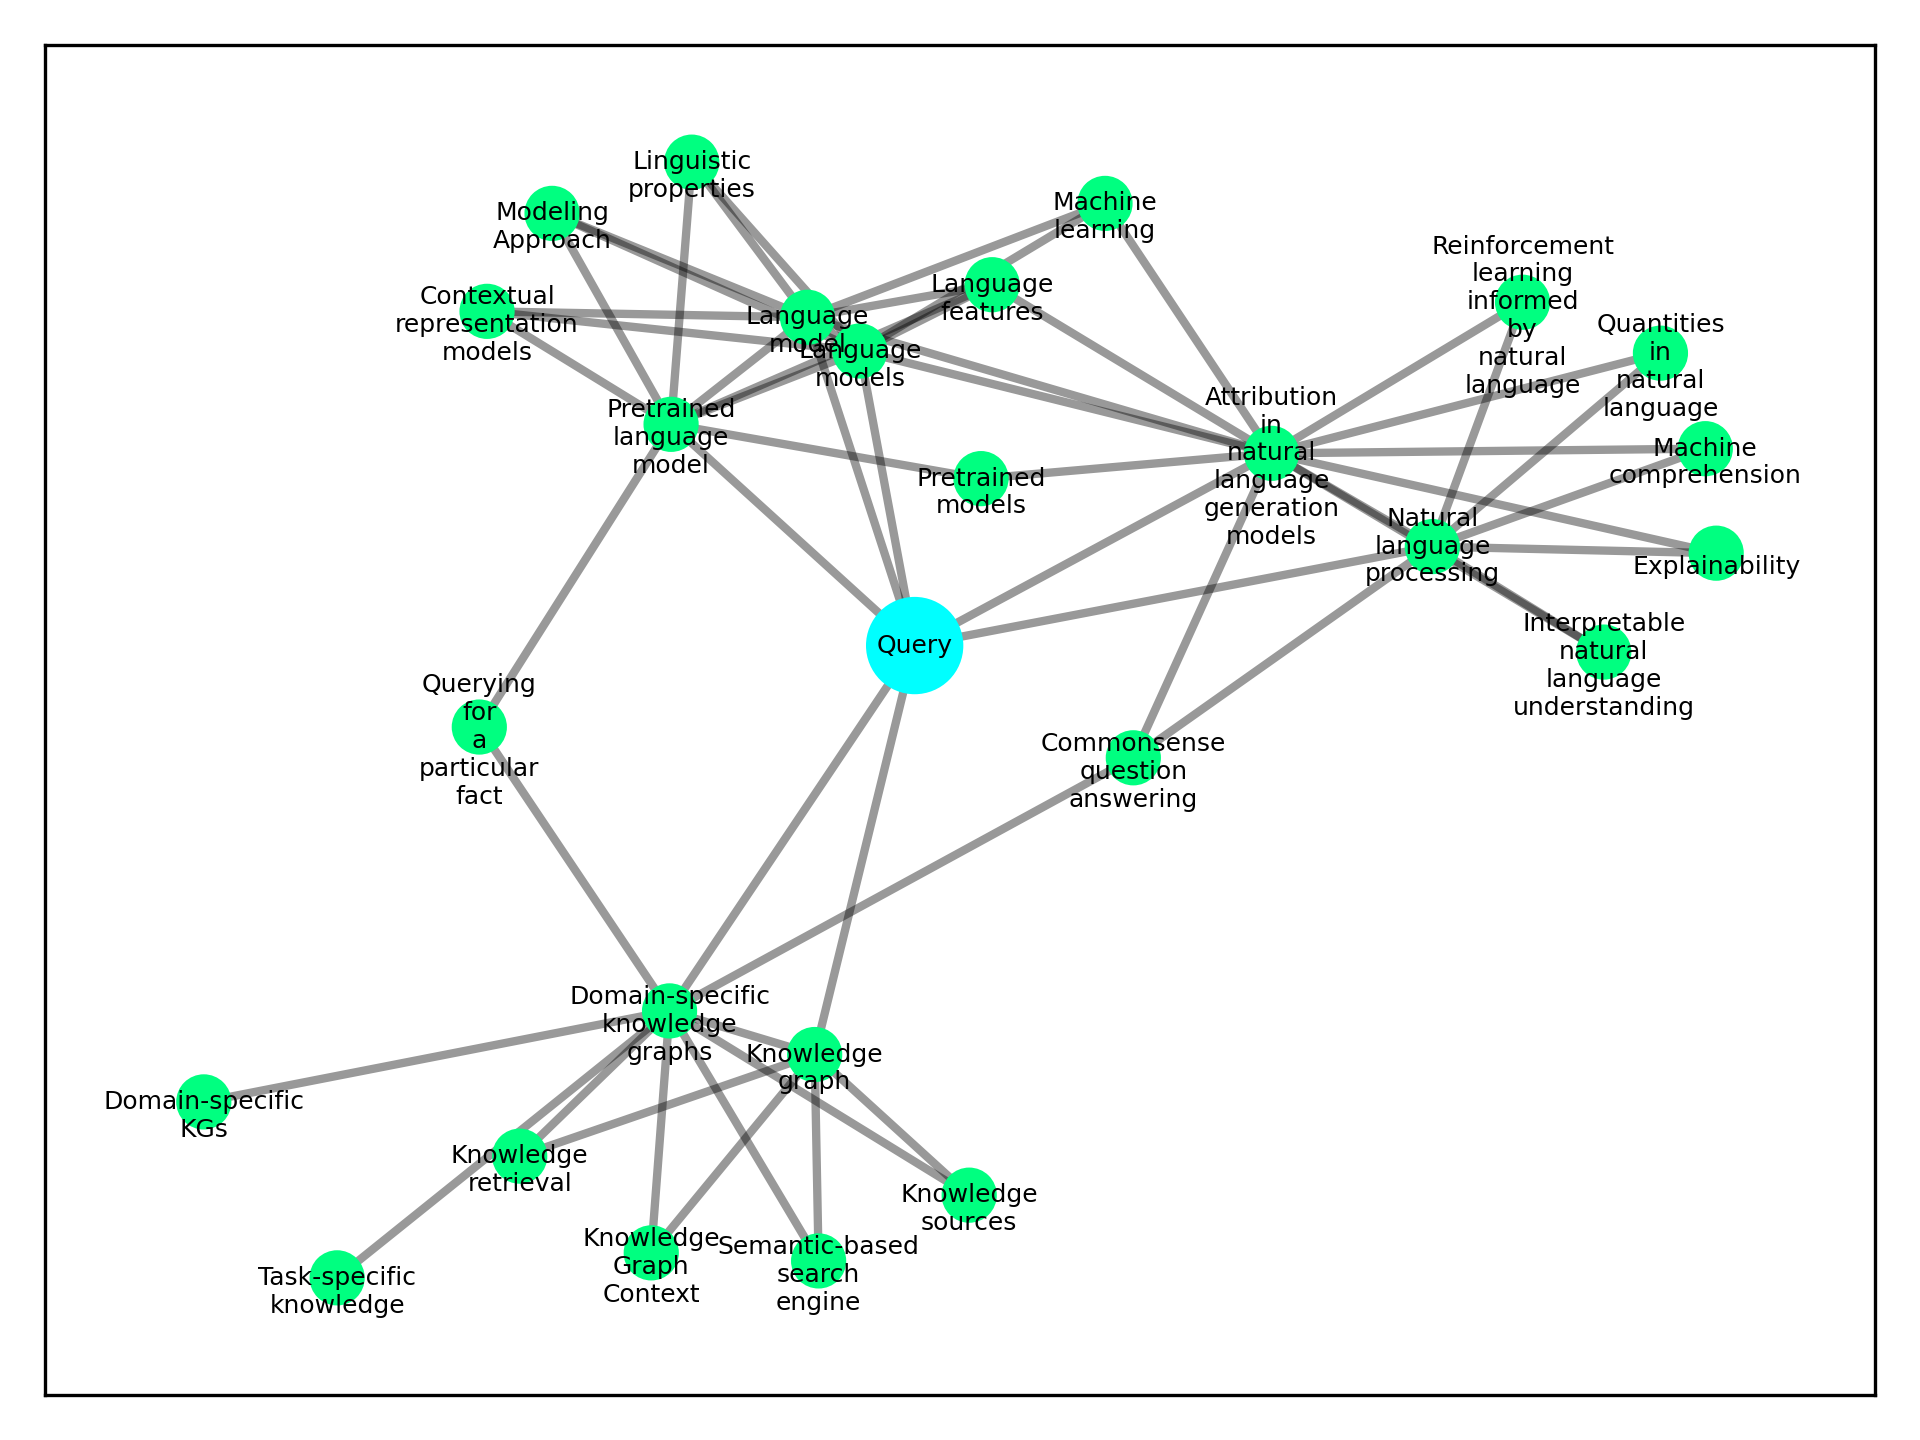 Linguistic
properties
Modeling
Approach
Machine
learning
Reinforcement
learning
informed
by
natural
language
Language
features
Contextual
representation
models
Language
model
Language
models
Quantities
in
natural
language
Attribution
in
natural
language
generation
models
Pretrained
language
model
Machine
comprehension
Pretrained
models
Natural
language
processing
Explainability
Interpretable
natural
language
understanding
Query
Querying
for
a
particular
fact
Commonsense
question
answering
Domain-specific
knowledge
graphs
Knowledge
graph
Domain-specific
KGs
Knowledge
retrieval
Knowledge
sources
Knowledge
Graph
Context
Semantic-based
search
engine
Task-specific
knowledge